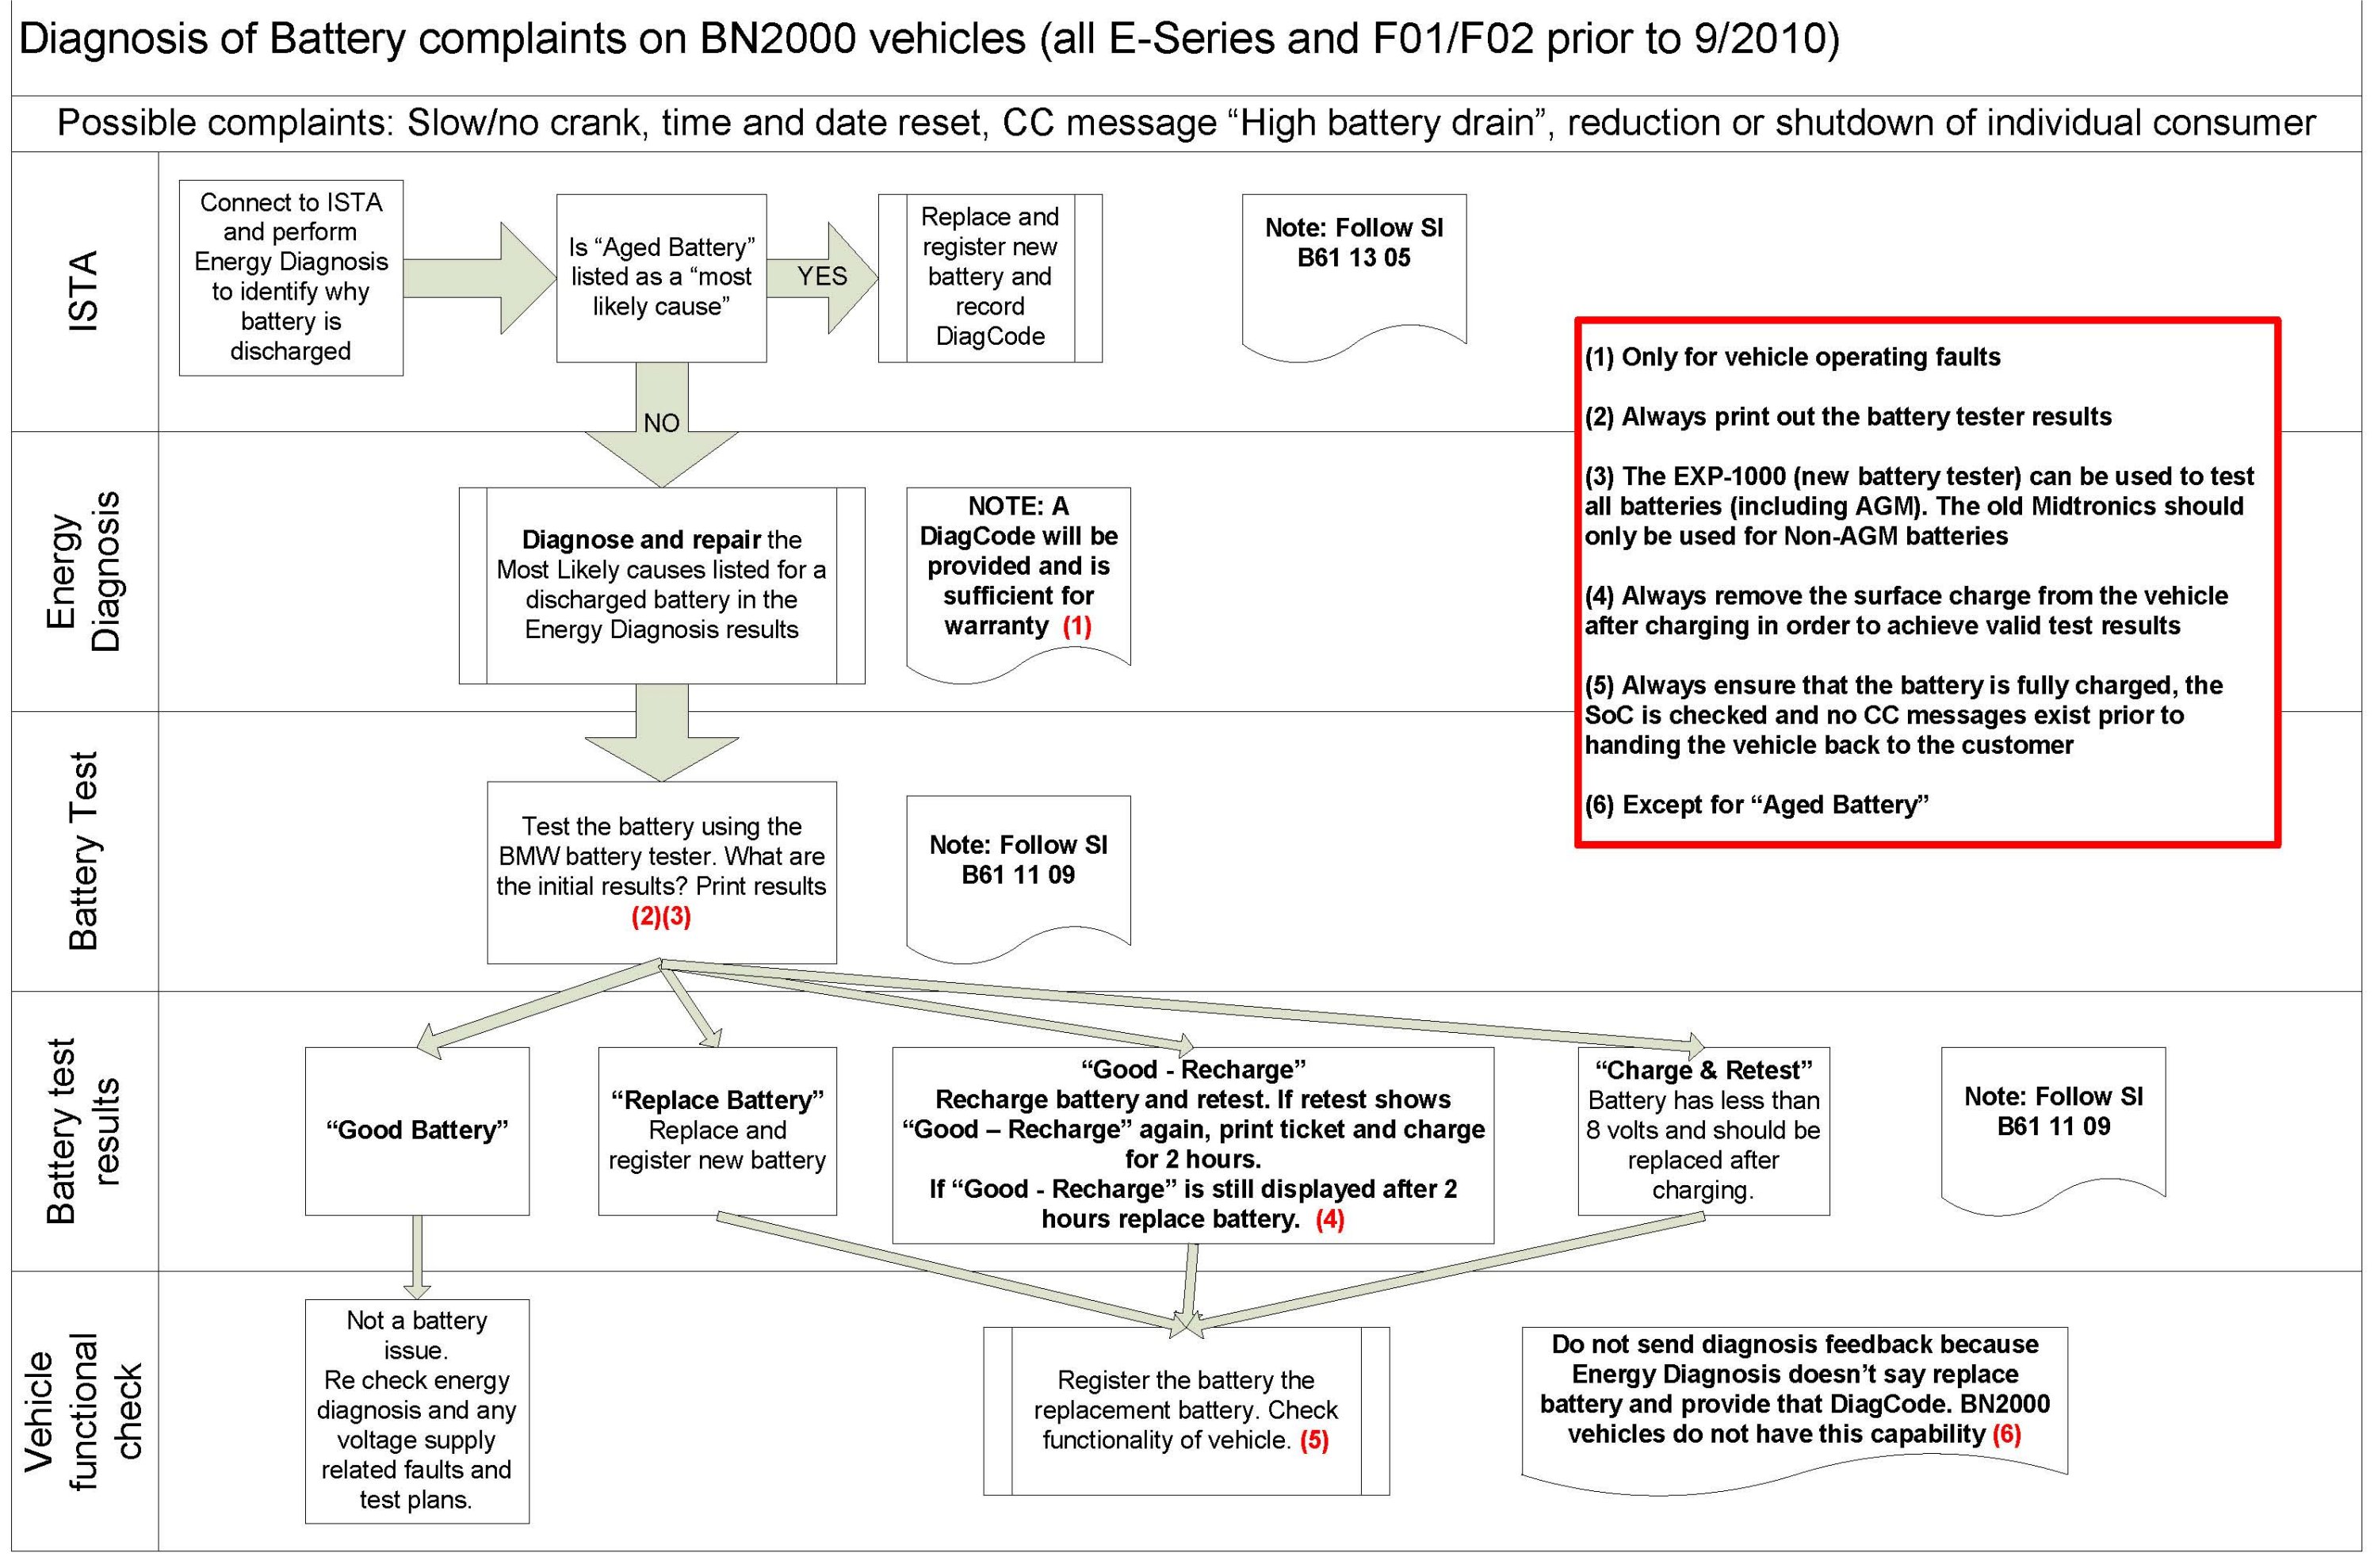 Diagnosis of Battery complaints on BN2000 vehicles (all E-Series and F01/F02 prior to 9/2010)
Possible complaints: Slow/no crank, time and date reset, CC message “High battery drain”, reduction or shutdown of individual consumer
ISTA
Connect to ISTA
and perform
Energy Diagnosis
to identify why
battery is
discharged
Is “Aged Battery”
listed as a “most
likely cause”
YES
Replace and
register new
battery and
record
DiagCode
Note: Follow SI
B61 13 05
NO
(1) Only for vehicle operating faults
(2) Always print out the battery tester results
(3) The EXP-1000 (new battery tester) can be used to test
all batteries (including AGM). The old Midtronics should
only be used for Non-AGM batteries
(4) Always remove the surface charge from the vehicle
after charging in order to achieve valid test results
(5) Always ensure that the battery is fully charged, the
SoC is checked and no CC messages exist prior to
handing the vehicle back to the customer
(6) Except for “Aged Battery”
Energy
Diagnosis
Diagnose and repair the
Most Likely causes listed for a
discharged battery in the
Energy Diagnosis results
NOTE: A
DiagCode will be
provided and is
sufficient for
warranty (1)
Battery Test
Test the battery using the
BMW battery tester. What are
the initial results? Print results
(2)(3)
Note: Follow SI
B61 11 09
Battery test
results
“Good Battery”
“Replace Battery”
Replace and
register new battery
“Good - Recharge”
Recharge battery and retest. If retest shows
“Good – Recharge” again, print ticket and charge
for 2 hours.
If “Good - Recharge” is still displayed after 2
hours replace battery. (4)
“Charge & Retest”
Battery has less than
8 volts and should be
replaced after
charging.
Note: Follow SI
B61 11 09
Vehicle
functional
check
Not a battery
issue.
Re check energy
diagnosis and any
voltage supply
related faults and
test plans.
Register the battery the
replacement battery. Check
functionality of vehicle. (5)
Do not send diagnosis feedback because
Energy Diagnosis doesn’t say replace
battery and provide that DiagCode. BN2000
vehicles do not have this capability (6)